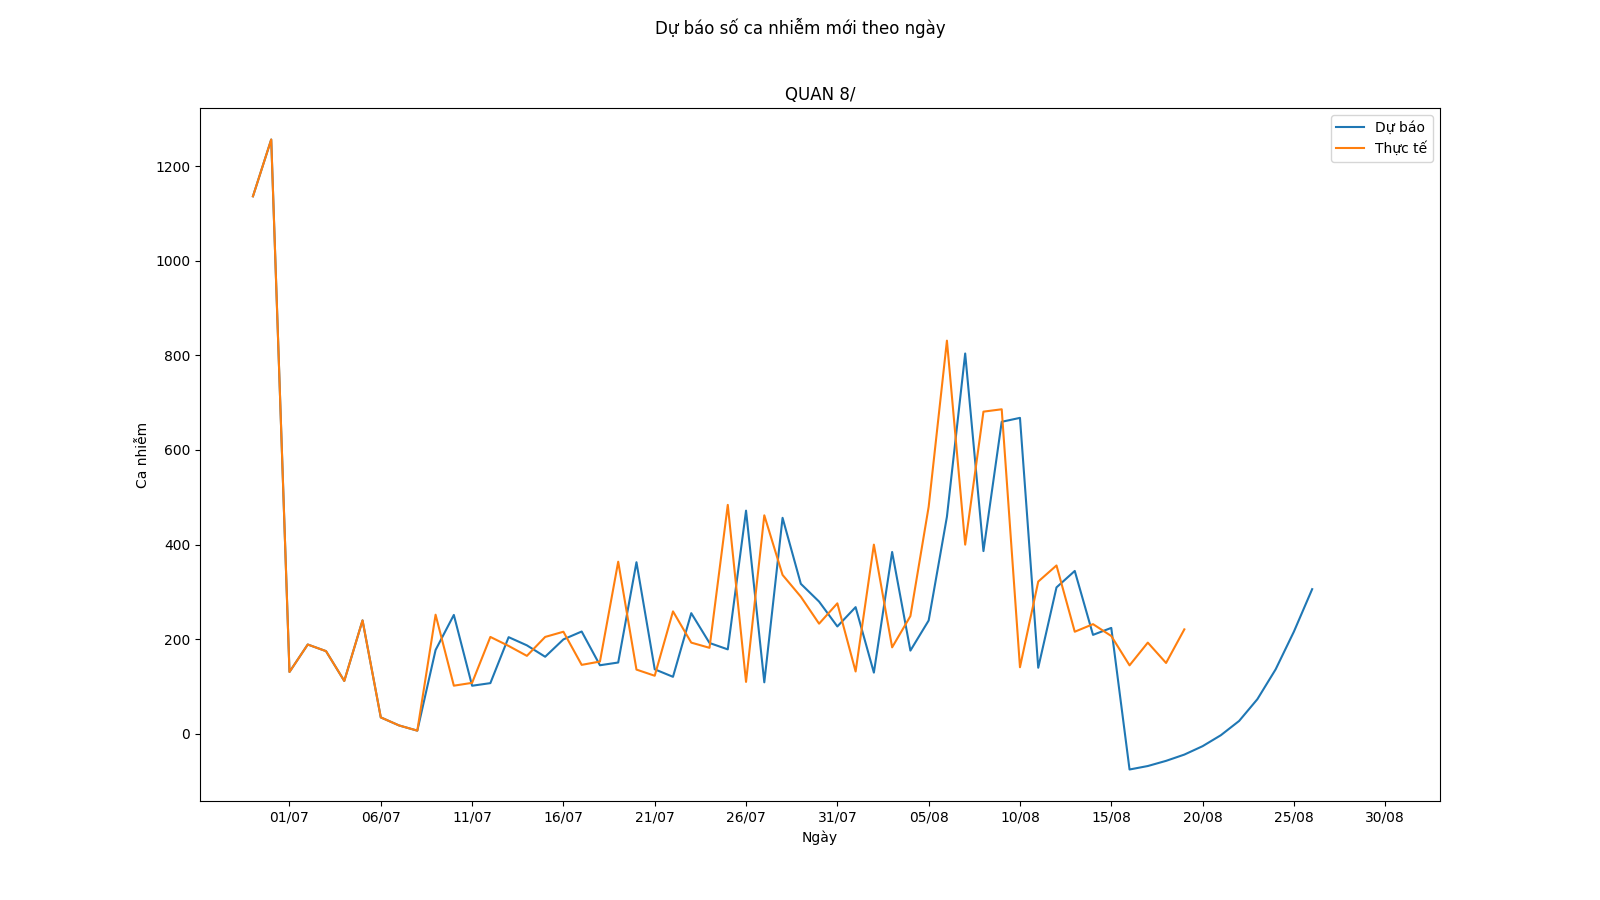 Dự báo số ca nhiễm mới theo ngày
QUAN 8/
Dự báo
Thực tế
1200
1000
800
600
400
200
0
Ca nhiễm
01/07 06/07 11/07 16/07 21/07 26/07 31/07 05/08 10/08 15/08 20/08 25/08 30/08
Ngày